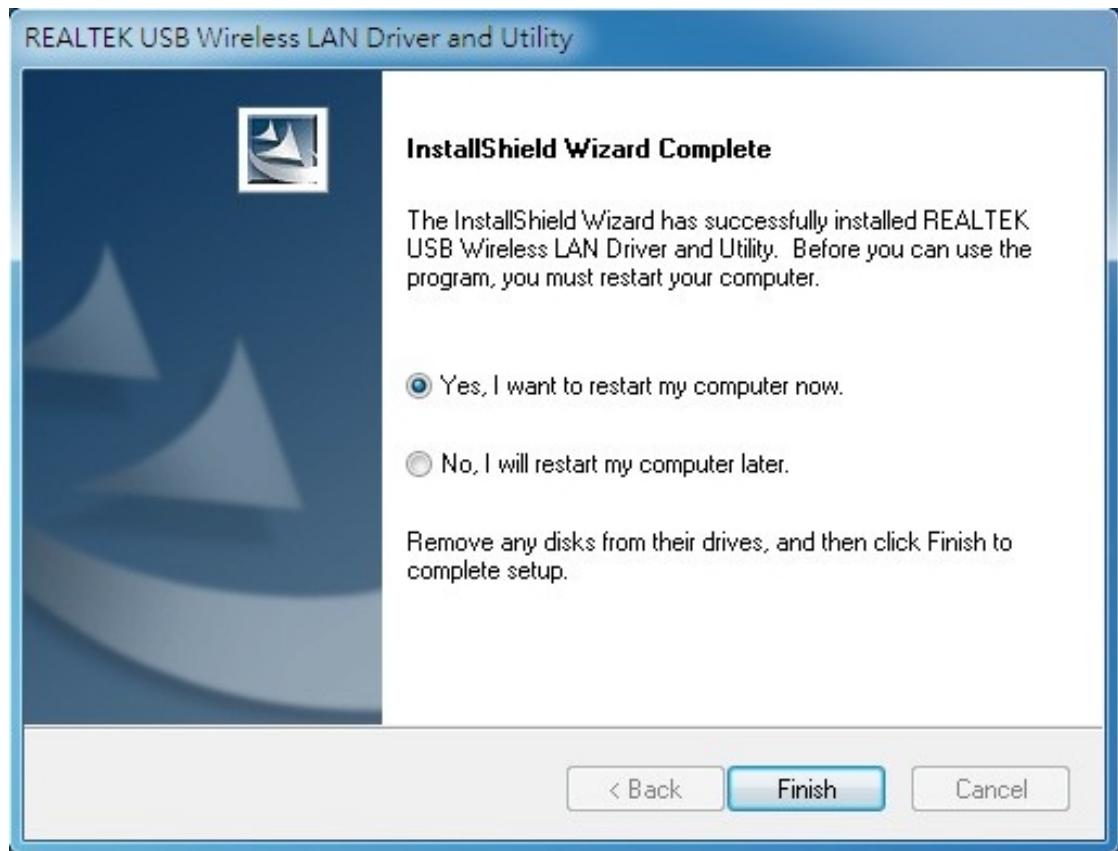 REALTEK USB Wireless LAN Driver and Utility
InstallShield Wizard Complete
The InstallShield Wizard has successfully installed REALTEK
USB Wireless LAN Driver and Utility.  Before you can use the
program, you must restart your computer.
Yes, I want to restart my computer now.
No, I will restart my computer later.
Remove any disks from their drives, and then click Finish to
complete setup.
< Back Finish Cancel